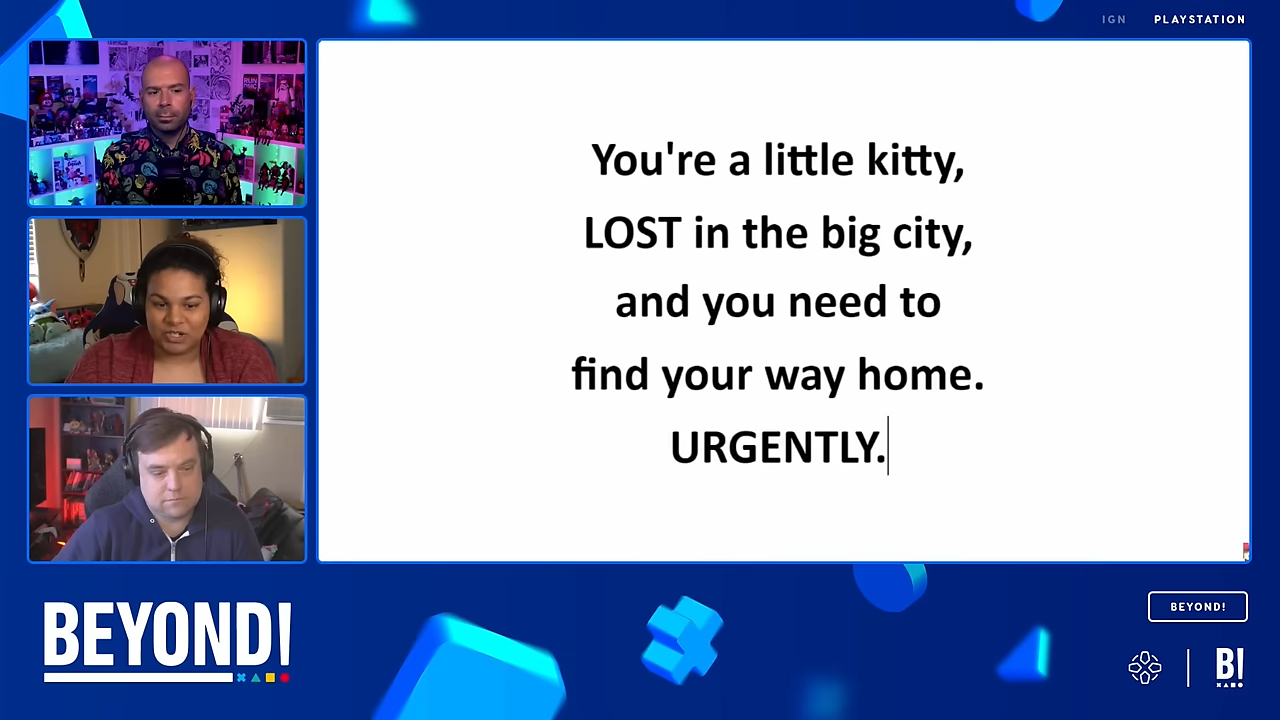 IGN PLAYSTATION
You're a little kitty,
LOST in the big city,
and you need to
find your way home.
URGENTLY.
BEYOND!
BEYOND!
B!